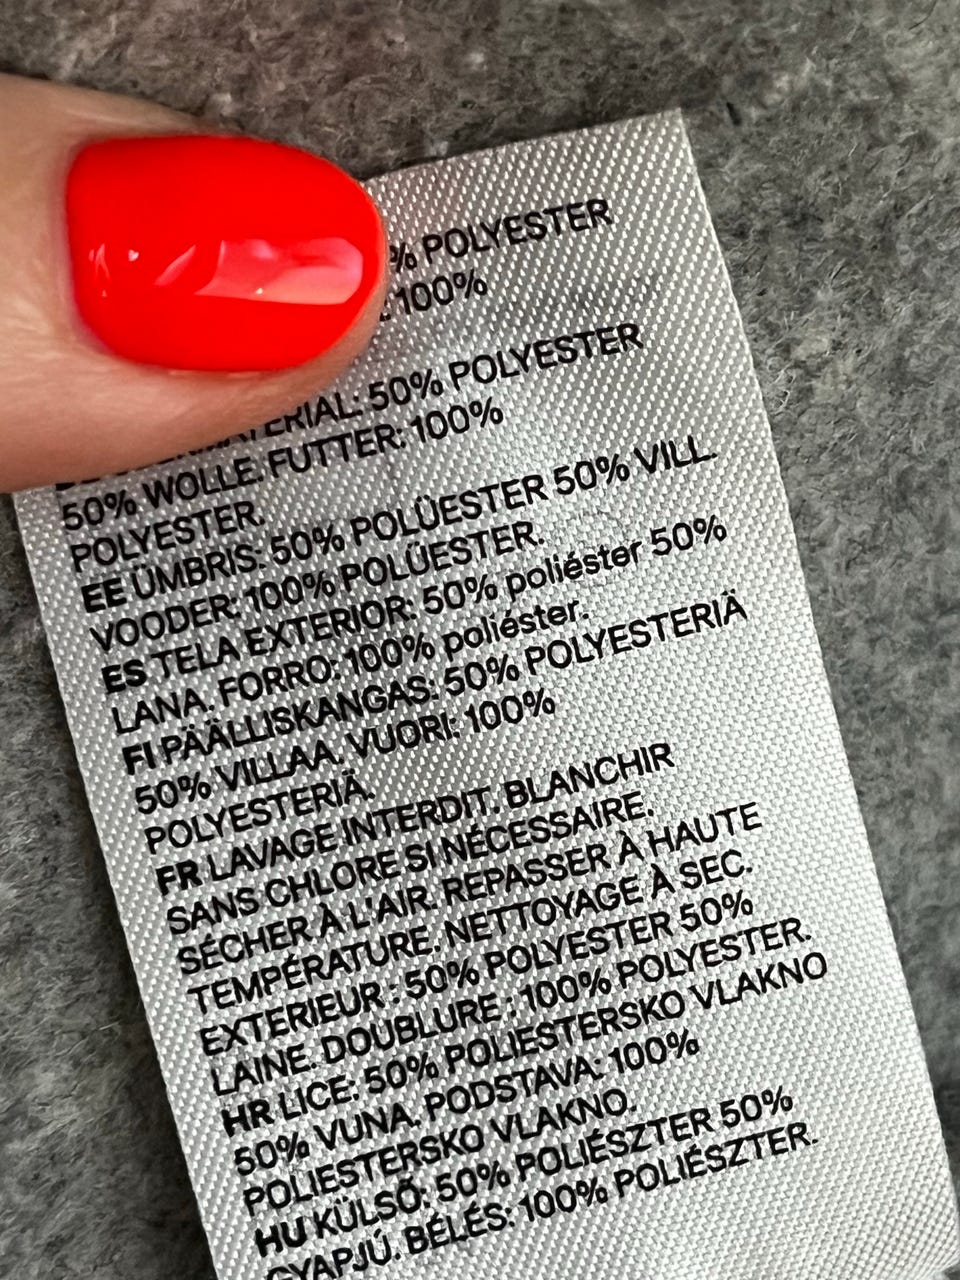 % POLYESTER
100%
MATERIAL: 50% POLYESTER
50% WOLLE. FUTTER: 100%
POLYESTER.
EE ÜMBRIS: 50% POLÜESTER 50% VILL.
VOODER: 100% POLÜESTER.
ES TELA EXTERIOR: 50% poliéster 50%
LANA. FORRO: 100% poliéster.
FI PÄÄLLISKANGAS: 50% POLYESTERIÄ
50% VILLAA. VUORI: 100%
POLYESTERIÄ.
FR LAVAGE INTERDIT. BLANCHIR
SANS CHLORE SI NÉCESSAIRE.
SÉCHER À L'AIR. REPASSER À HAUTE
TEMPÉRATURE. NETTOYAGE À SEC.
EXTERIEUR : 50% POLYESTER 50%
LAINE. DOUBLURE : 100% POLYESTER.
HR LICE: 50% POLIESTERSKO VLAKNO
50% VUNA. PODSTAVA: 100%
POLIESTERSKO VLAKNO.
HU KÜLSŐ: 50% POLIÉSZTER 50%
GYAPJÚ. BÉLÉS: 100% POLIÉSZTER.